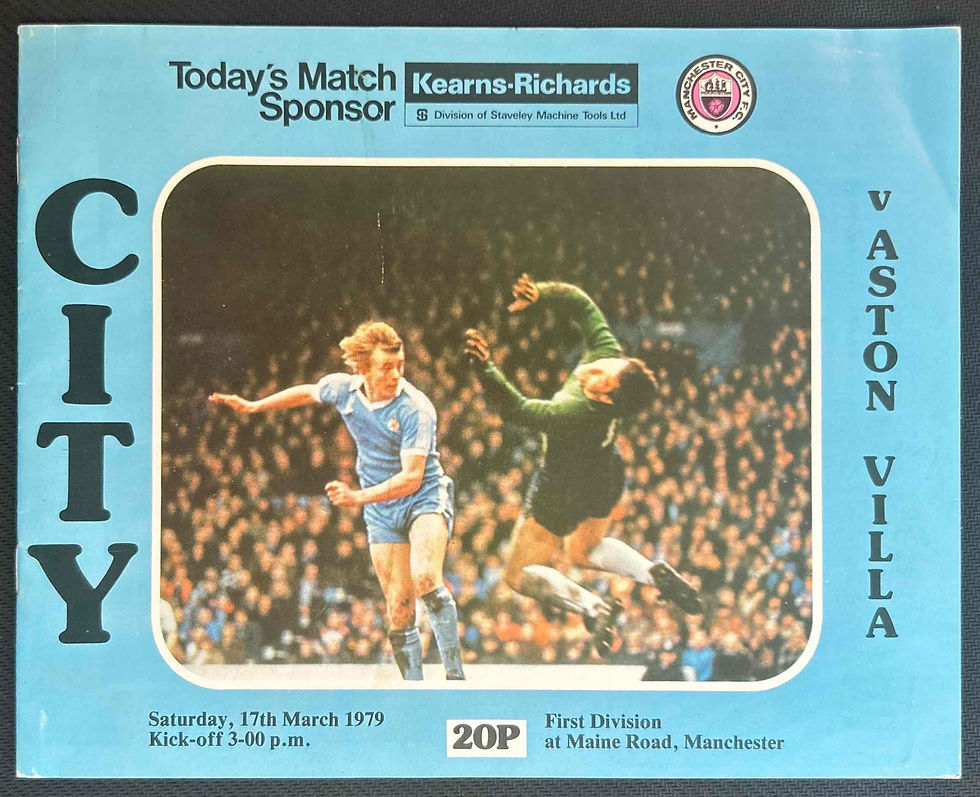 Today's Match
Sponsor
Kearns-Richards
Division of Staveley Machine Tools Ltd
MANCHESTER CITY F.C.
CITY
v
ASTON
VILLA
Saturday, 17th March 1979
Kick-off 3-00 p.m.
20P
First Division
at Maine Road, Manchester